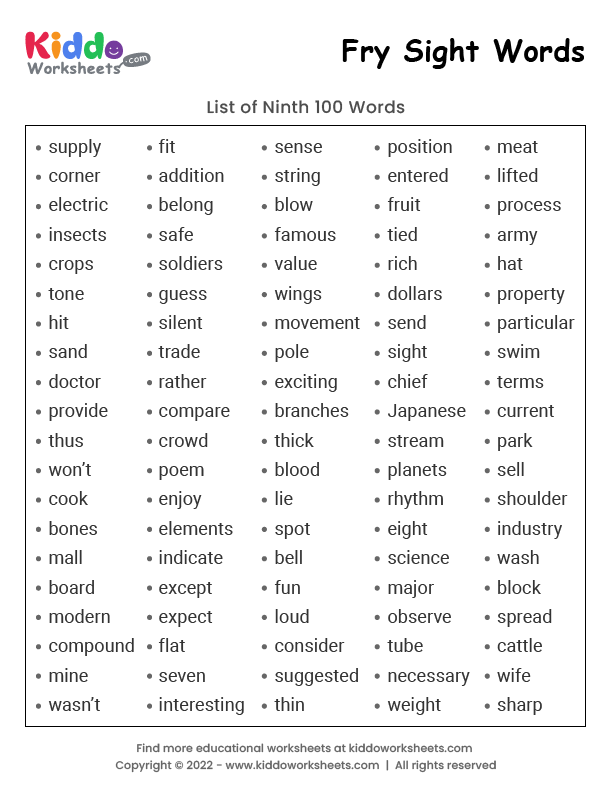 Kiddo
Worksheets.com
Fry Sight Words
List of Ninth 100 Words
• supply • fit • sense • position • meat
• corner • addition • string • entered • lifted
• electric • belong • blow • fruit • process
• insects • safe • famous • tied • army
• crops • soldiers • value • rich • hat
• tone • guess • wings • dollars • property
• hit • silent • movement • send • particular
• sand • trade • pole • sight • swim
• doctor • rather • exciting • chief • terms
• provide • compare • branches • Japanese • current
• thus • crowd • thick • stream • park
• won’t • poem • blood • planets • sell
• cook • enjoy • lie • rhythm • shoulder
• bones • elements • spot • eight • industry
• mall • indicate • bell • science • wash
• board • except • fun • major • block
• modern • expect • loud • observe • spread
• compound • flat • consider • tube • cattle
• mine • seven • suggested • necessary • wife
• wasn’t • interesting • thin • weight • sharp
Find more educational worksheets at kiddoworksheets.com
Copyright © 2022 - www.kiddoworksheets.com | All rights reserved